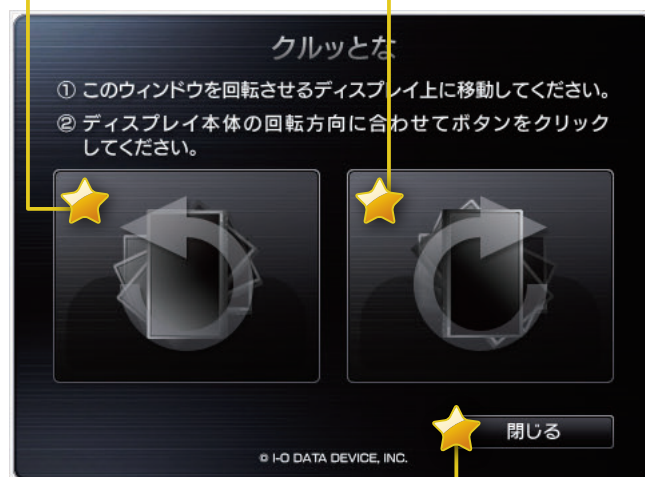 クルッとな
① このウィンドウを回転させるディスプレイ上に移動してください。
② ディスプレイ本体の回転方向に合わせてボタンをクリック
してください。
閉じる
© I-O DATA DEVICE, INC.